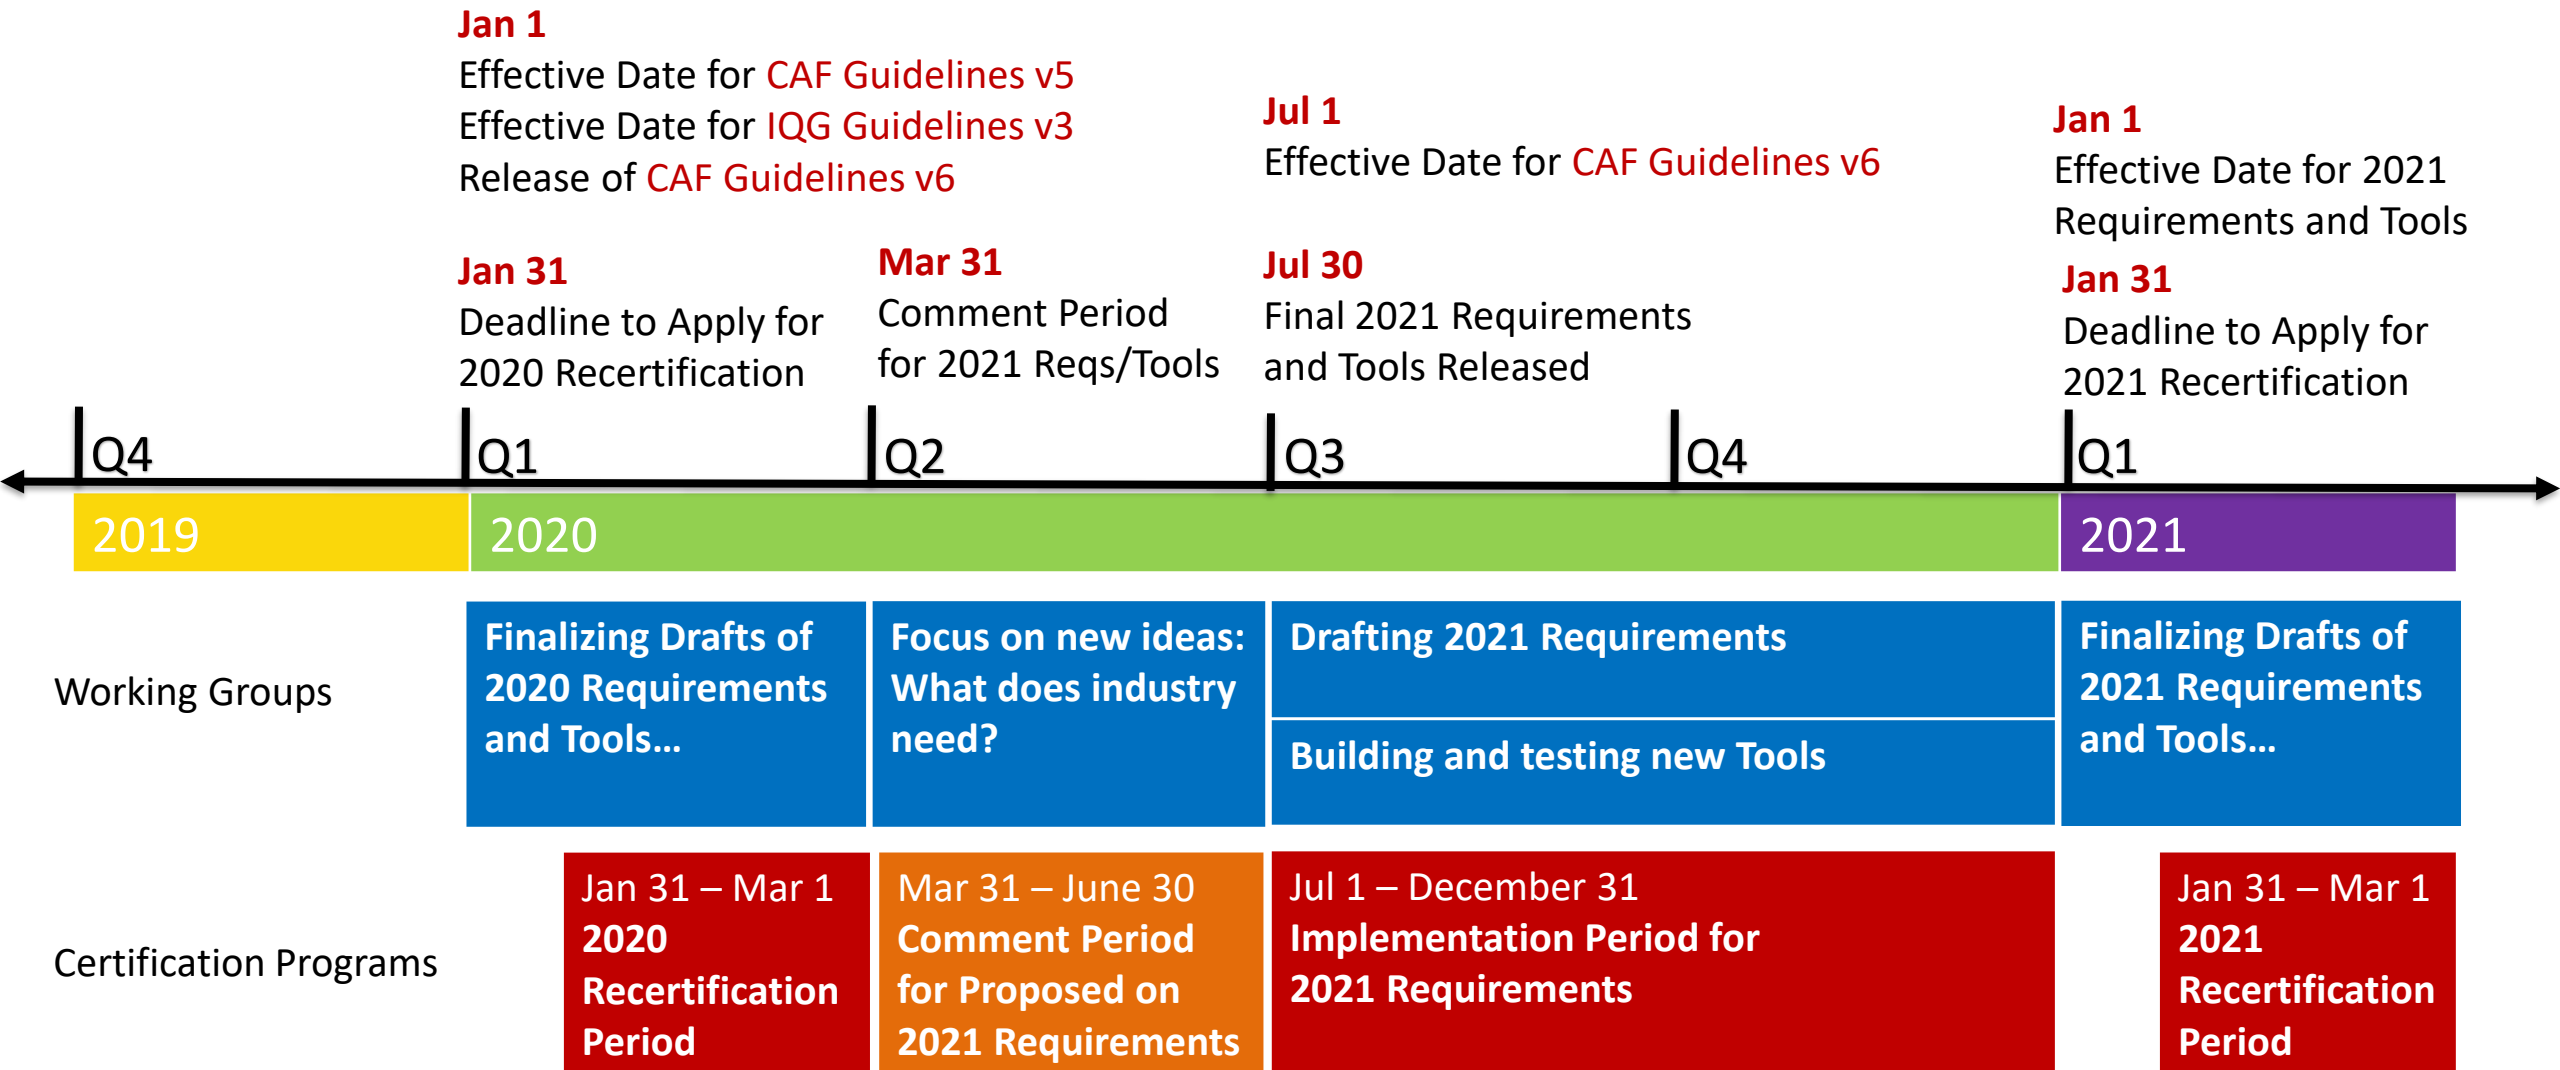 Jan 1
Effective Date for CAF Guidelines v5
Effective Date for IQG Guidelines v3
Release of CAF Guidelines v6
Jan 31
Deadline to Apply for
2020 Recertification
Mar 31
Comment Period
for 2021 Reqs/Tools
Jul 1
Effective Date for CAF Guidelines v6
Jul 30
Final 2021 Requirements
and Tools Released
Jan 1
Effective Date for 2021
Requirements and Tools
Jan 31
Deadline to Apply for
2021 Recertification
Q4
Q1
Q2
Q3
Q4
Q1
2019
2020
2021
Working Groups
Finalizing Drafts of
2020 Requirements
and Tools...
Focus on new ideas:
What does industry
need?
Drafting 2021 Requirements
Building and testing new Tools
Finalizing Drafts of
2021 Requirements
and Tools...
Certification Programs
Jan 31 – Mar 1
2020
Recertification
Period
Mar 31 – June 30
Comment Period
for Proposed on
2021 Requirements
Jul 1 – December 31
Implementation Period for
2021 Requirements
Jan 31 – Mar 1
2021
Recertification
Period